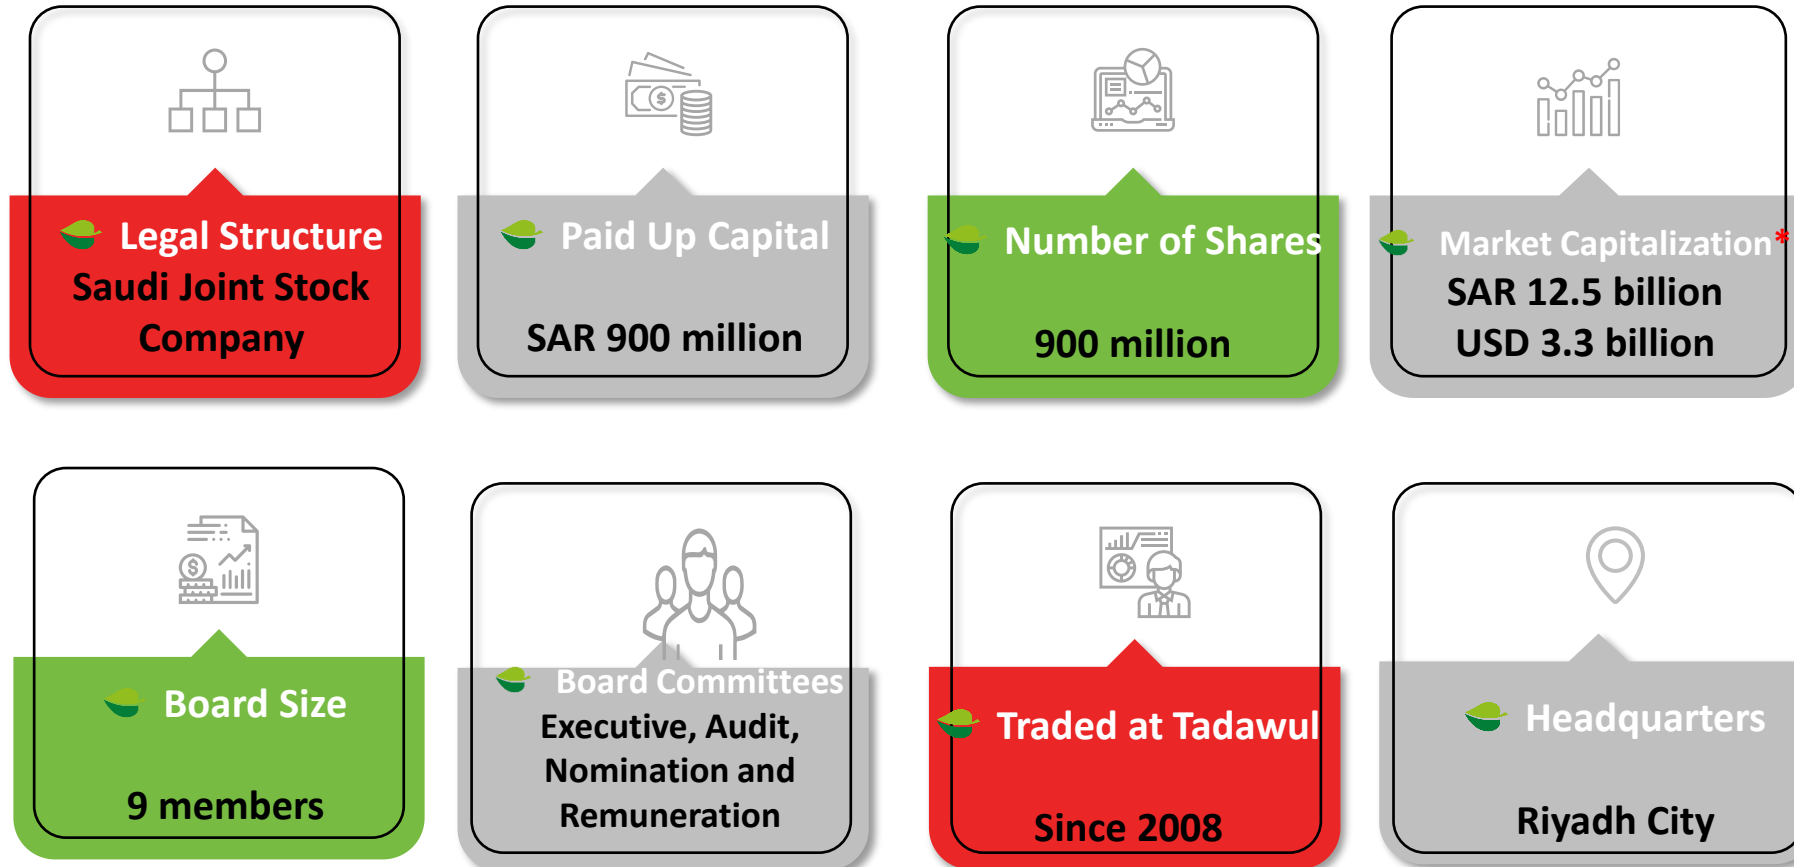 Legal Structure
Saudi Joint Stock
Company
Paid Up Capital
SAR 900 million
Number of Shares
900 million
Market Capitalization*
SAR 12.5 billion
USD 3.3 billion
Board Size
9 members
Board Committees
Executive, Audit,
Nomination and
Remuneration
Traded at Tadawul
Since 2008
Headquarters
Riyadh City